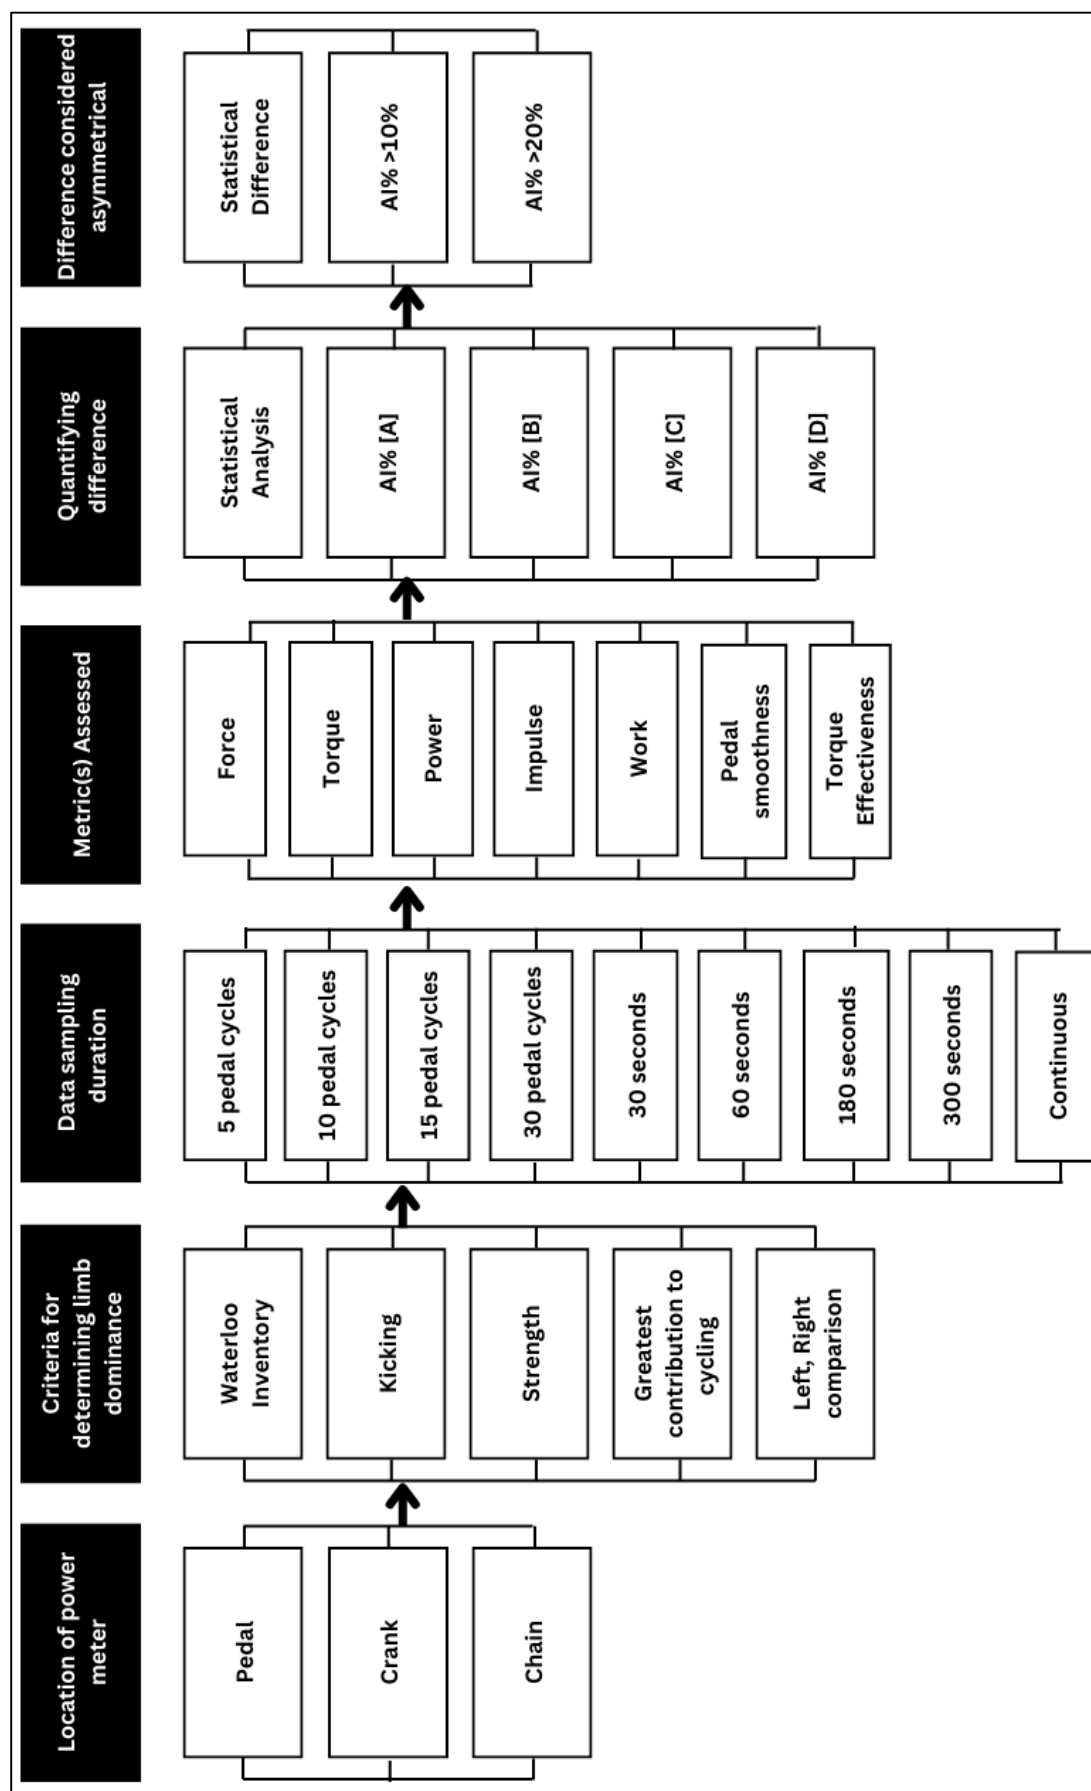 Location of power
meter
Pedal
Crank
Chain
Criteria for
determining limb
dominance
Waterloo
Inventory
Kicking
Strength
Greatest
contribution to
cycling
Left, Right
comparison
Data sampling
duration
5 pedal cycles
10 pedal cycles
15 pedal cycles
30 pedal cycles
30 seconds
60 seconds
180 seconds
300 seconds
Continuous
Metric(s) Assessed
Force
Torque
Power
Impulse
Work
Pedal
smoothness
Torque
Effectiveness
Quantifying
difference
Statistical
Analysis
AI% [A]
AI% [B]
AI% [C]
AI% [D]
Difference considered
asymmetrical
Statistical
Difference
AI% >10%
AI% >20%